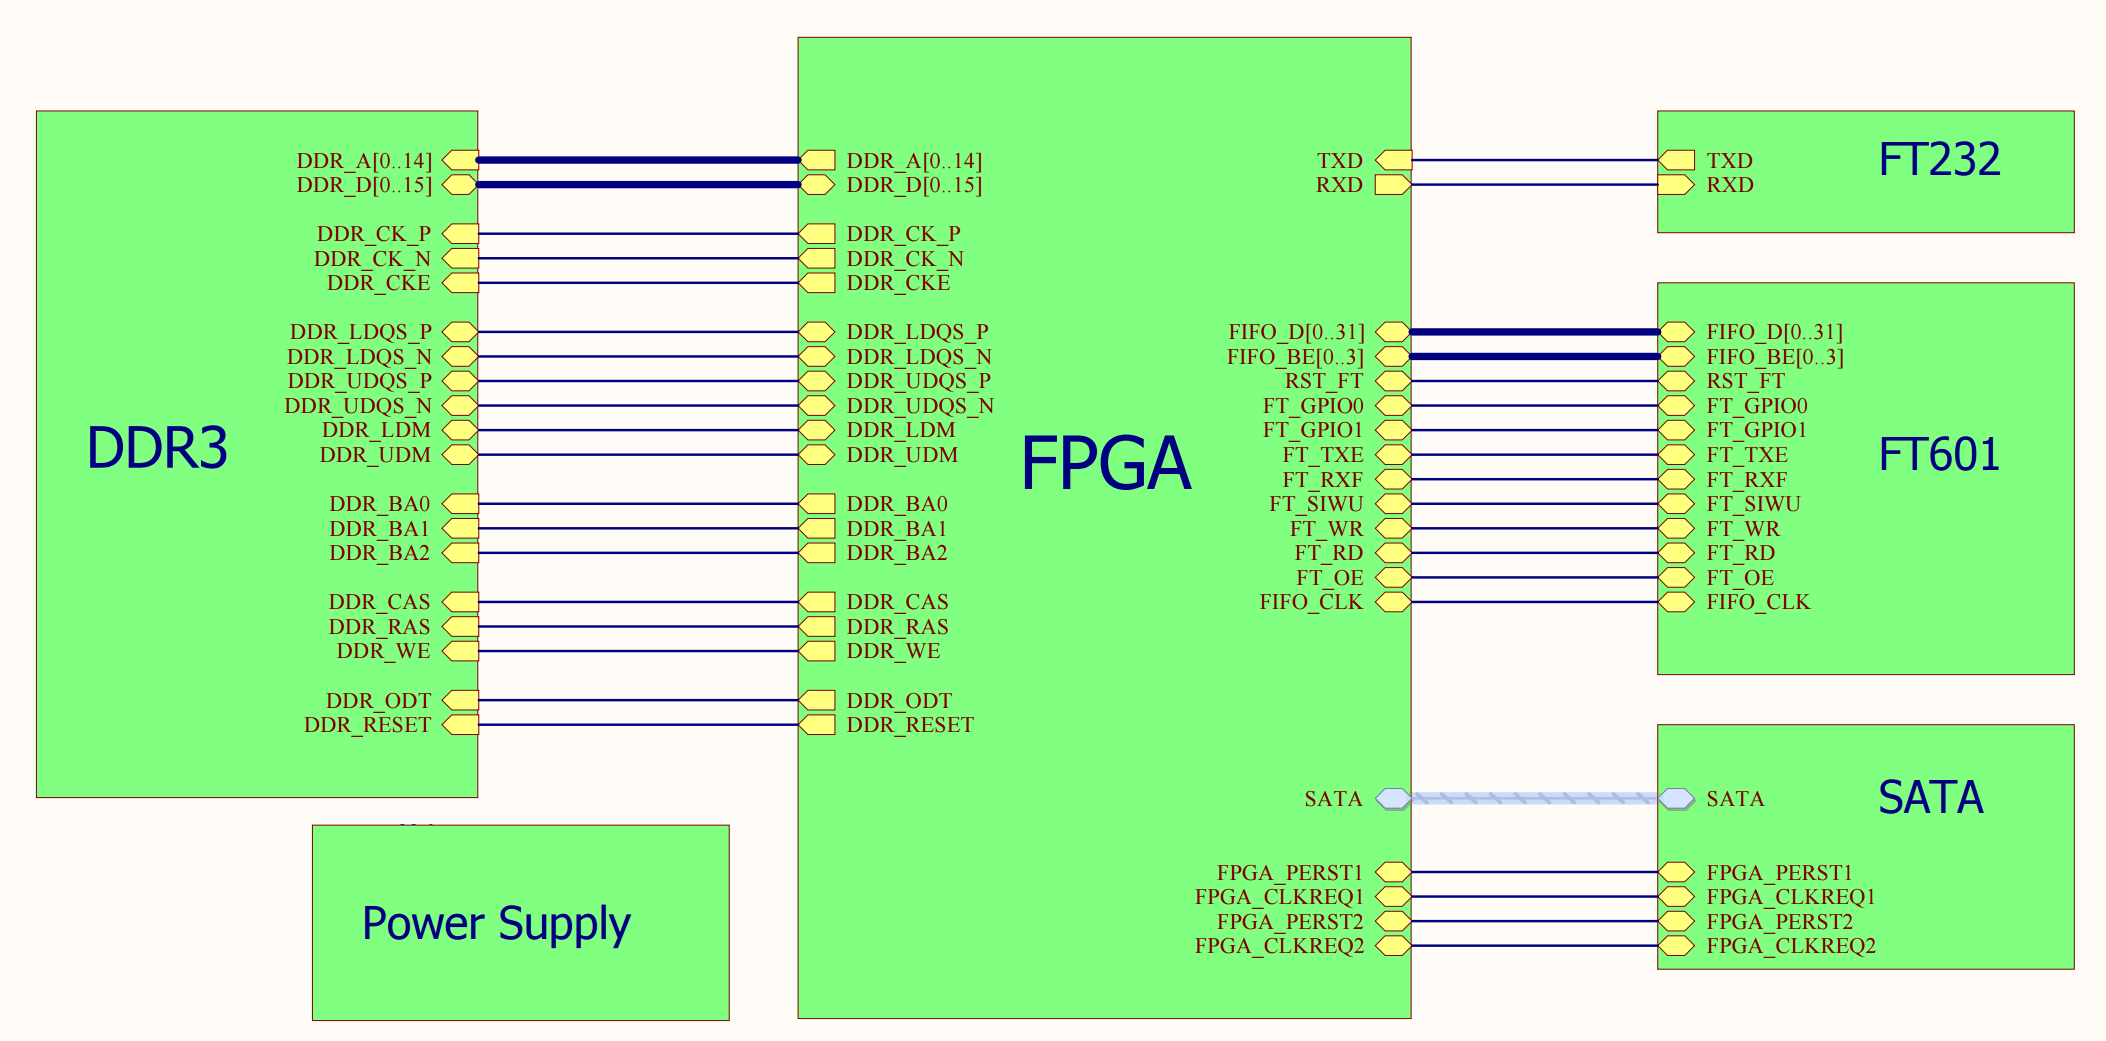 DDR3
DDR_A[0..14]
DDR_D[0..15]
DDR_CK_P
DDR_CK_N
DDR_CKE
DDR_LDQS_P
DDR_LDQS_N
DDR_UDQS_P
DDR_UDQS_N
DDR_LDM
DDR_UDM
DDR_BA0
DDR_BA1
DDR_BA2
DDR_CAS
DDR_RAS
DDR_WE
DDR_ODT
DDR_RESET
Power Supply
FPGA
DDR_A[0..14]
DDR_D[0..15]
DDR_CK_P
DDR_CK_N
DDR_CKE
DDR_LDQS_P
DDR_LDQS_N
DDR_UDQS_P
DDR_UDQS_N
DDR_LDM
DDR_UDM
DDR_BA0
DDR_BA1
DDR_BA2
DDR_CAS
DDR_RAS
DDR_WE
DDR_ODT
DDR_RESET
TXD
RXD
FIFO_D[0..31]
FIFO_BE[0..3]
RST_FT
FT_GPIO0
FT_GPIO1
FT_TXE
FT_RXF
FT_SIWU
FT_WR
FT_RD
FT_OE
FIFO_CLK
SATA
FPGA_PERST1
FPGA_CLKREQ1
FPGA_PERST2
FPGA_CLKREQ2
FT232
TXD
RXD
FT601
FIFO_D[0..31]
FIFO_BE[0..3]
RST_FT
FT_GPIO0
FT_GPIO1
FT_TXE
FT_RXF
FT_SIWU
FT_WR
FT_RD
FT_OE
FIFO_CLK
SATA
SATA
FPGA_PERST1
FPGA_CLKREQ1
FPGA_PERST2
FPGA_CLKREQ2